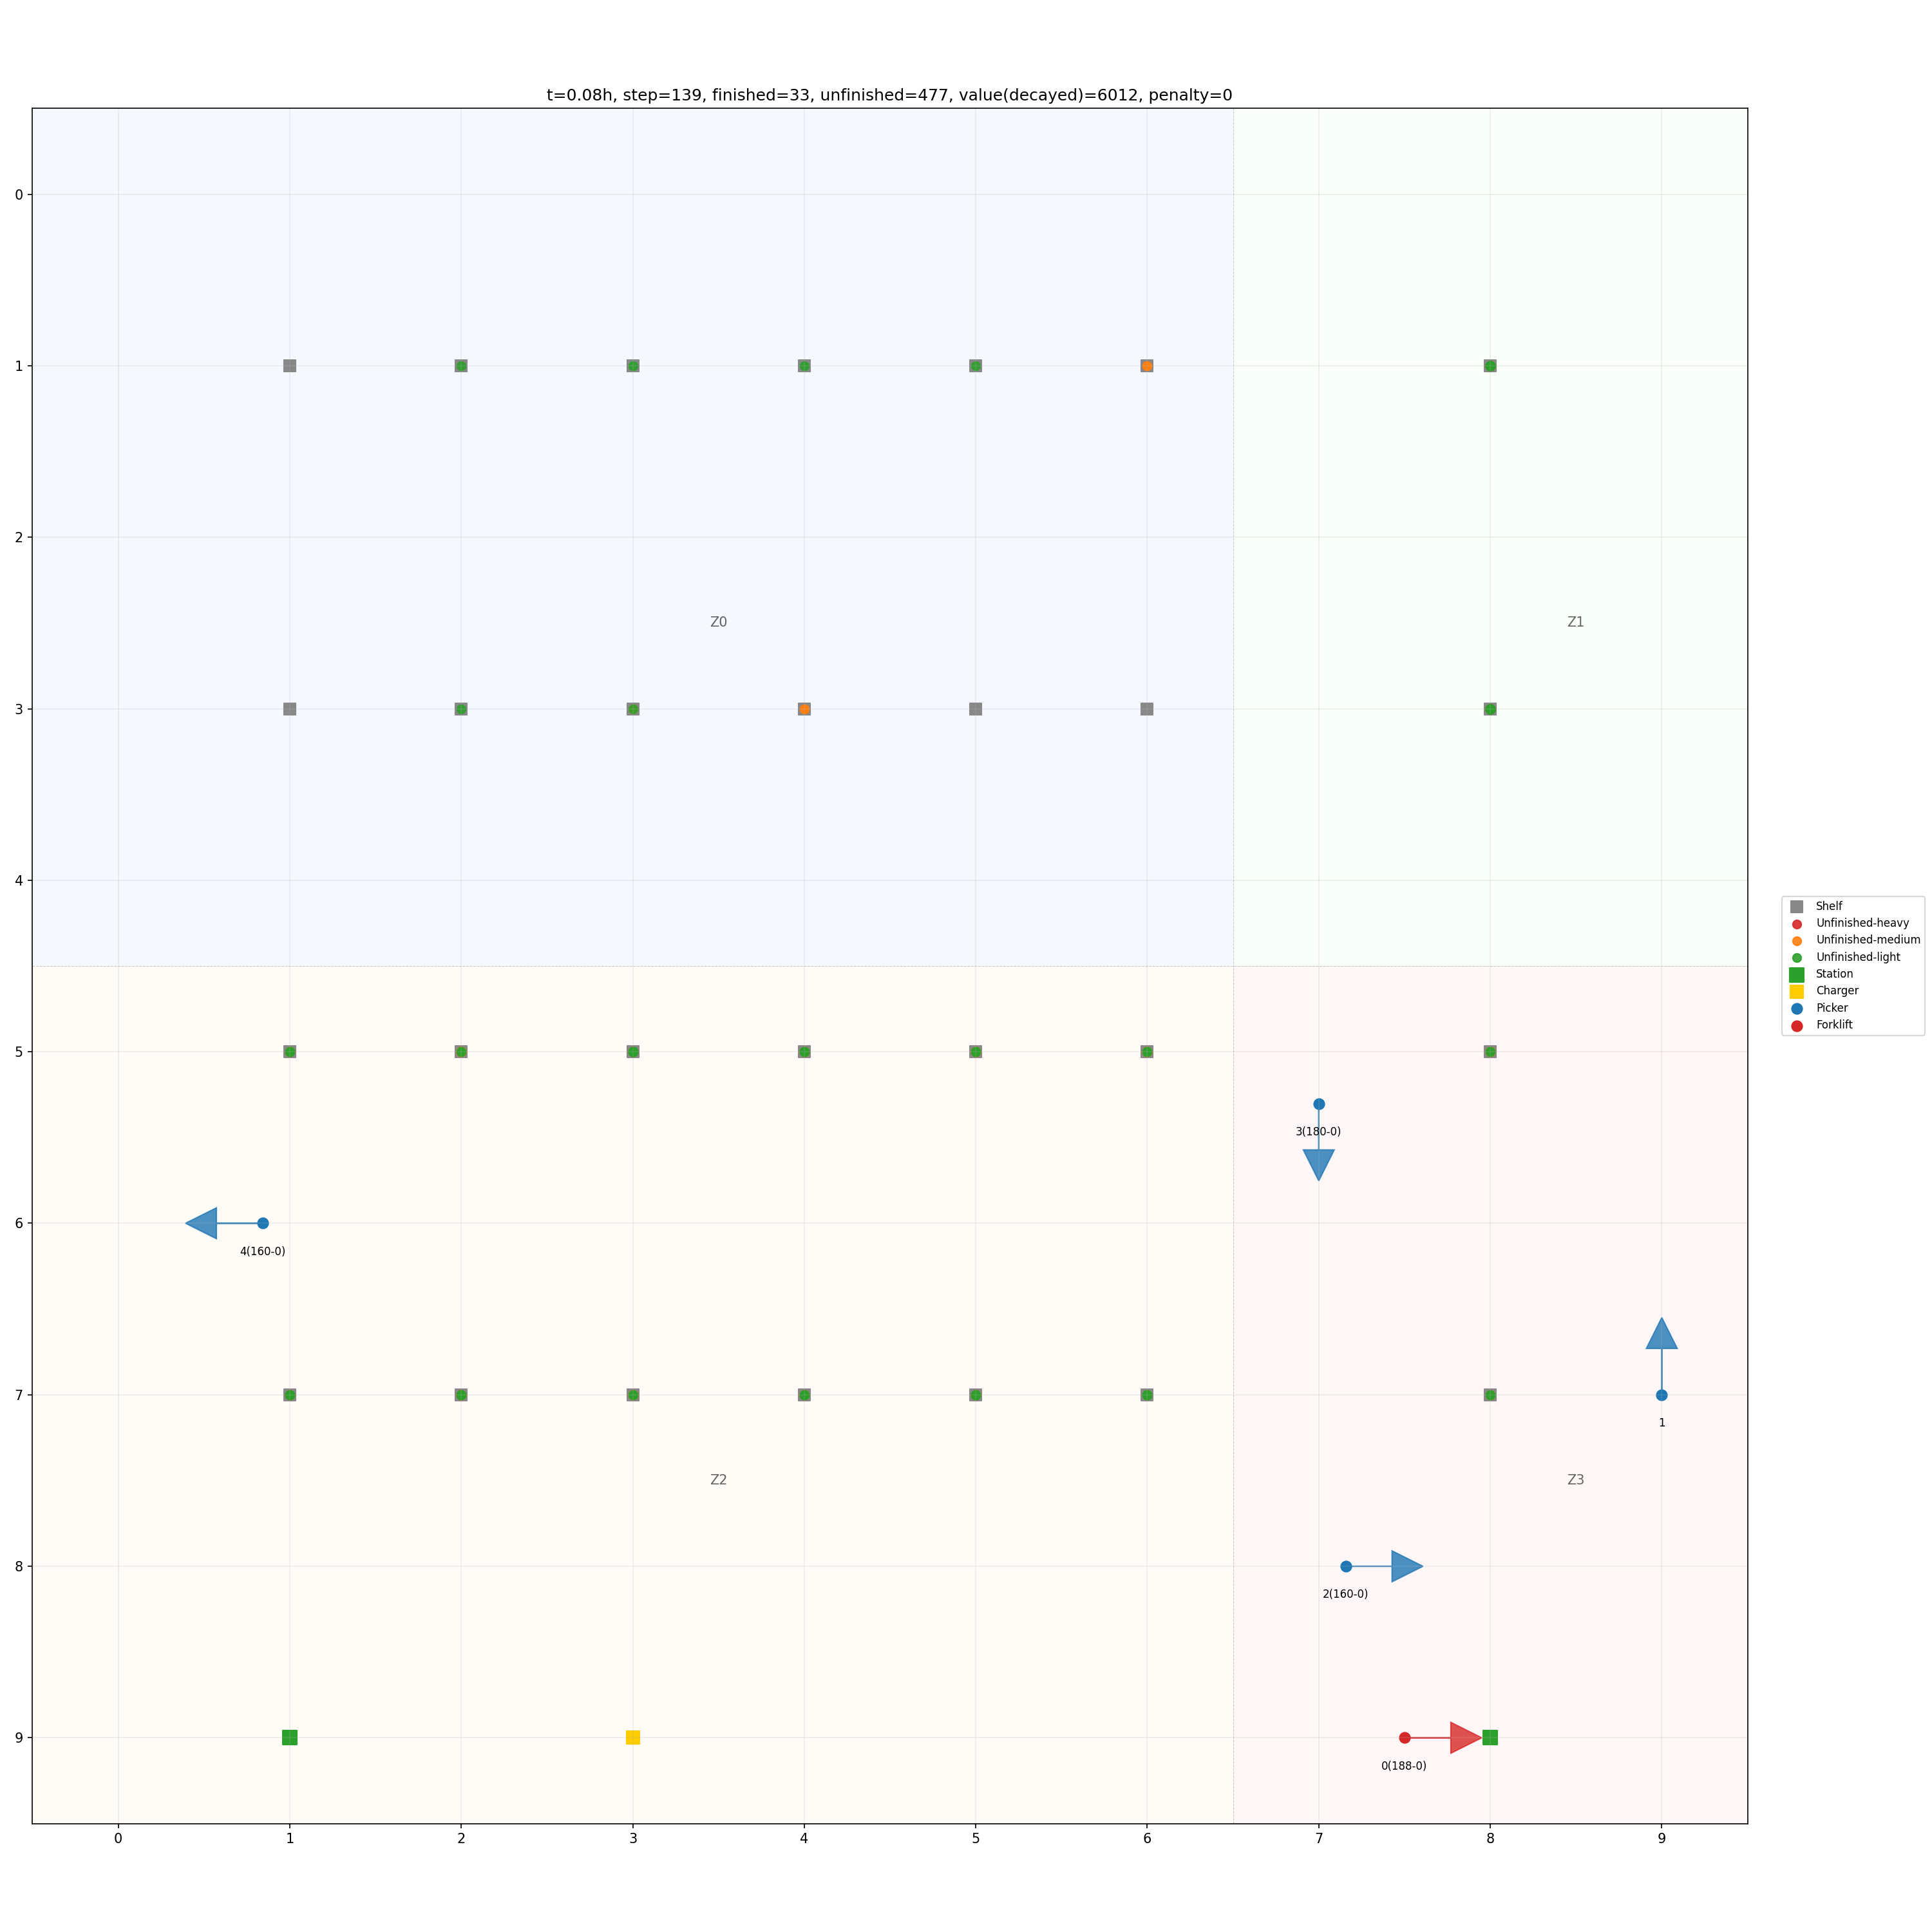 t=0.08h, step=139, finished=33, unfinished=477, value(decayed)=6012, penalty=0
0
1
2
Z0
Z1
3
4
Shelf
Unfinished-heavy
Unfinished-medium
Unfinished-light
Station
Charger
Picker
Forklift
5
3(180-0)
6
4(160-0)
7
1
Z2
Z3
8
2(160-0)
9
0(188-0)
0 1 2 3 4 5 6 7 8 9